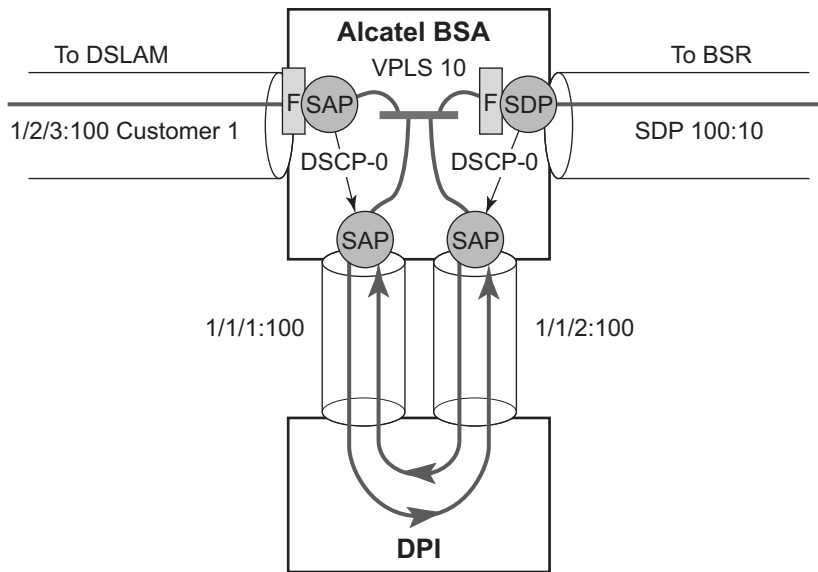 Alcatel BSA
To DSLAM
VPLS 10
To BSR
F
SAP
F
SDP
1/2/3:100 Customer 1
SDP 100:10
DSCP-0
DSCP-0
SAP
SAP
1/1/1:100
1/1/2:100
DPI